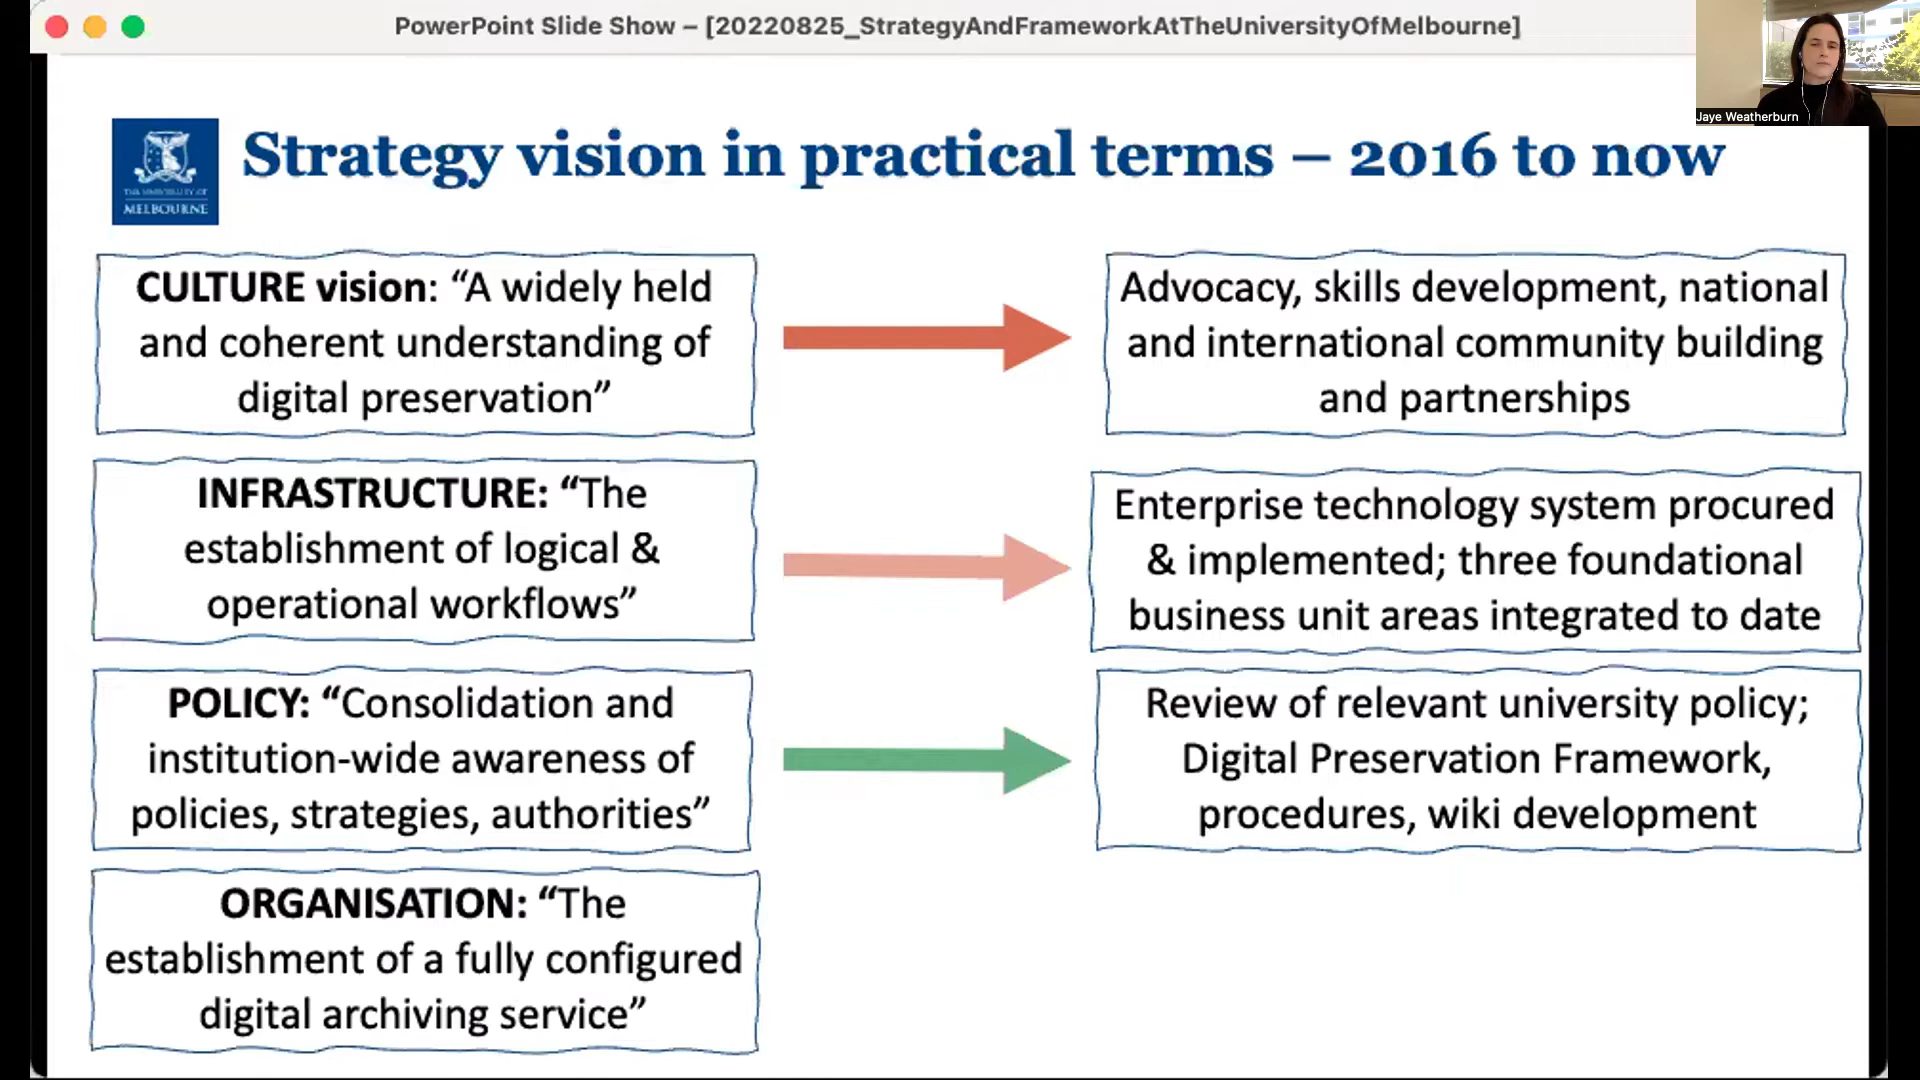 PowerPoint Slide Show – [20220825_StrategyAndFrameworkAtTheUniversityOfMelbourne]
Jaye Weatherburn
THE UNIVERSITY OF
MELBOURNE
Strategy vision in practical terms – 2016 to now
CULTURE vision: “A widely held
and coherent understanding of
digital preservation”
Advocacy, skills development, national
and international community building
and partnerships
INFRASTRUCTURE: “The
establishment of logical &
operational workflows”
Enterprise technology system procured
& implemented; three foundational
business unit areas integrated to date
POLICY: “Consolidation and
institution-wide awareness of
policies, strategies, authorities”
Review of relevant university policy;
Digital Preservation Framework,
procedures, wiki development
ORGANISATION: “The
establishment of a fully configured
digital archiving service”